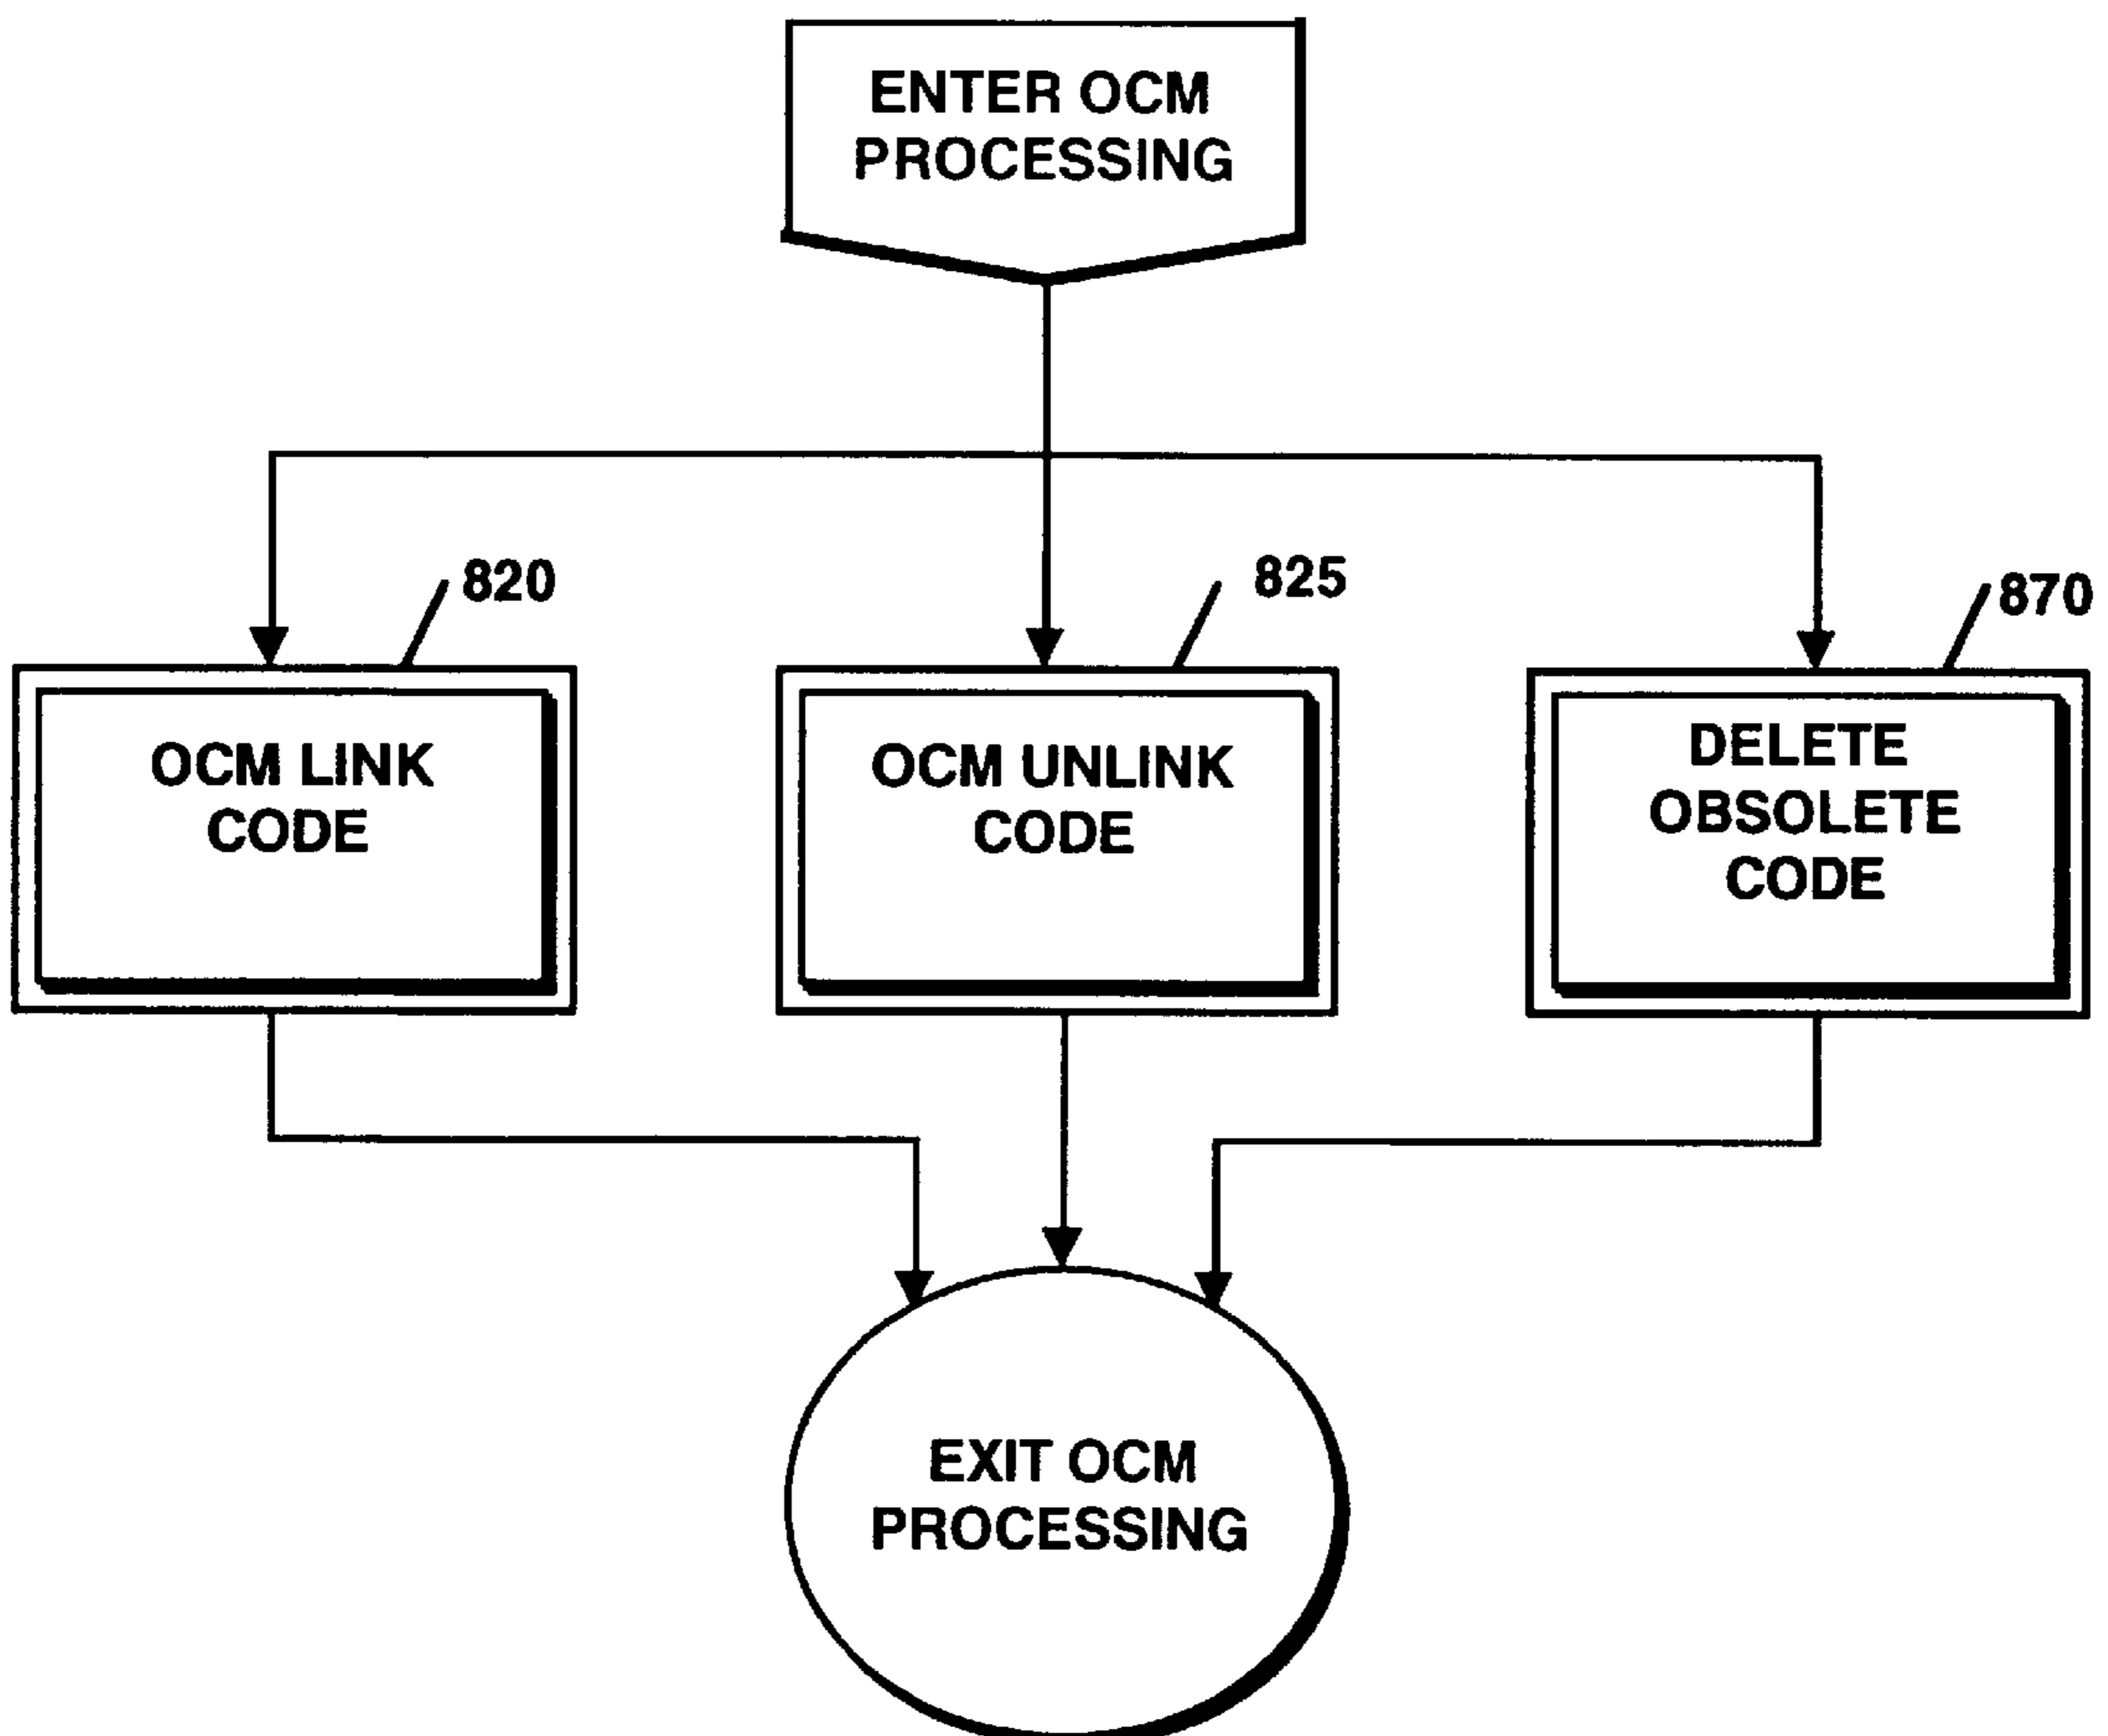 ENTER OCM
PROCESSING
820
825
870
OCM LINK
CODE
OCM UNLINK
CODE
DELETE
OBSOLETE
CODE
EXIT OCM
PROCESSING